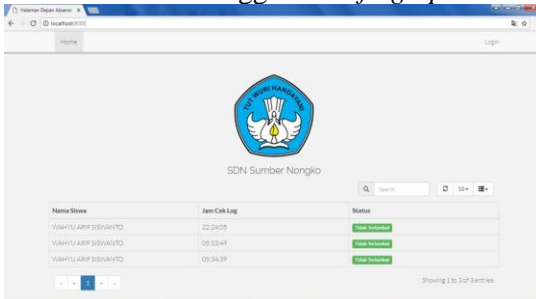 Halaman Depan Absensi
localhost:8000
Home
Login
TUT WURI HANDAYANI
SDN Sumber Nongko
Search
10
Nama Siswa Jam Cek Log Status
WAHYU ARIF SISWANTO 22:24:05 Tidak Terlambat
WAHYU ARIF SISWANTO 05:33:49 Tidak Terlambat
WAHYU ARIF SISWANTO 05:34:39 Tidak Terlambat
« < 1 > »
Showing 1 to 3 of 3 entries